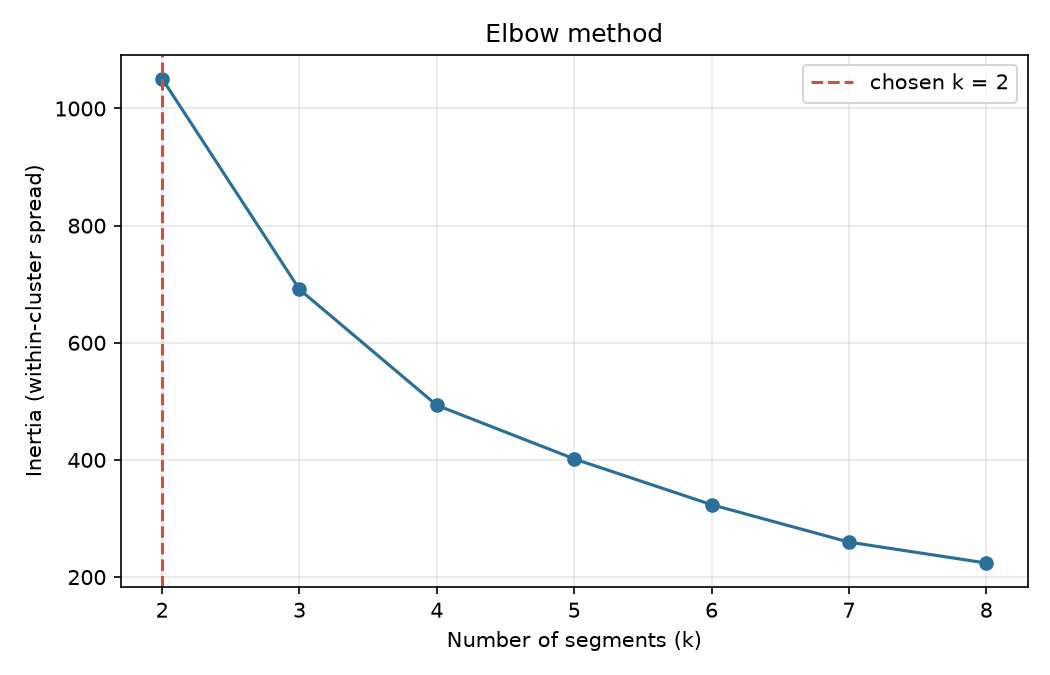 Elbow method
chosen k = 2
Inertia (within-cluster spread)
1000
800
600
400
200
2 3 4 5 6 7 8
Number of segments (k)